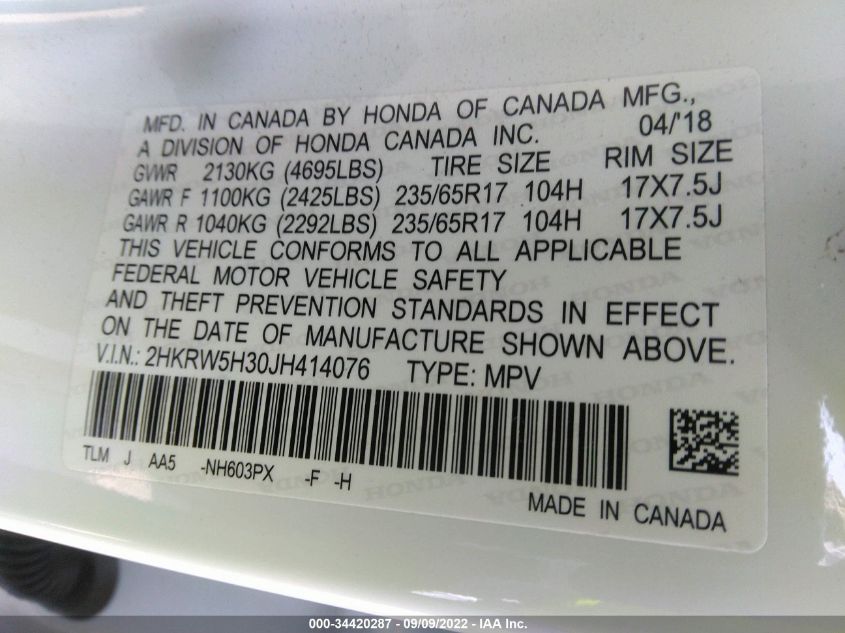 MFD. IN CANADA BY HONDA OF CANADA MFG.,
A DIVISION OF HONDA CANADA INC. 04/'18
GVWR 2130KG (4695LBS) TIRE SIZE RIM SIZE
GAWR F 1100KG (2425LBS) 235/65R17 104H 17X7.5J
GAWR R 1040KG (2292LBS) 235/65R17 104H 17X7.5J
THIS VEHICLE CONFORMS TO ALL APPLICABLE
FEDERAL MOTOR VEHICLE SAFETY
AND THEFT PREVENTION STANDARDS IN EFFECT
ON THE DATE OF MANUFACTURE SHOWN ABOVE.
V.I.N.: 2HKRW5H30JH414076 TYPE: MPV
TLM J AA5 -NH603PX -F -H
MADE IN CANADA
000-34420287 - 09/09/2022 - IAA Inc.